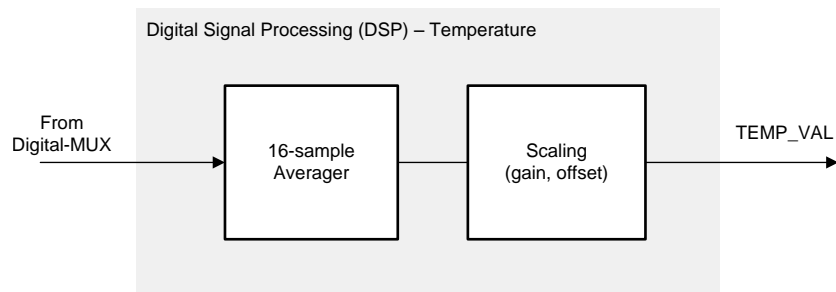 Digital Signal Processing (DSP) – Temperature
From
Digital-MUX
16-sample
Averager
Scaling
(gain, offset)
TEMP_VAL